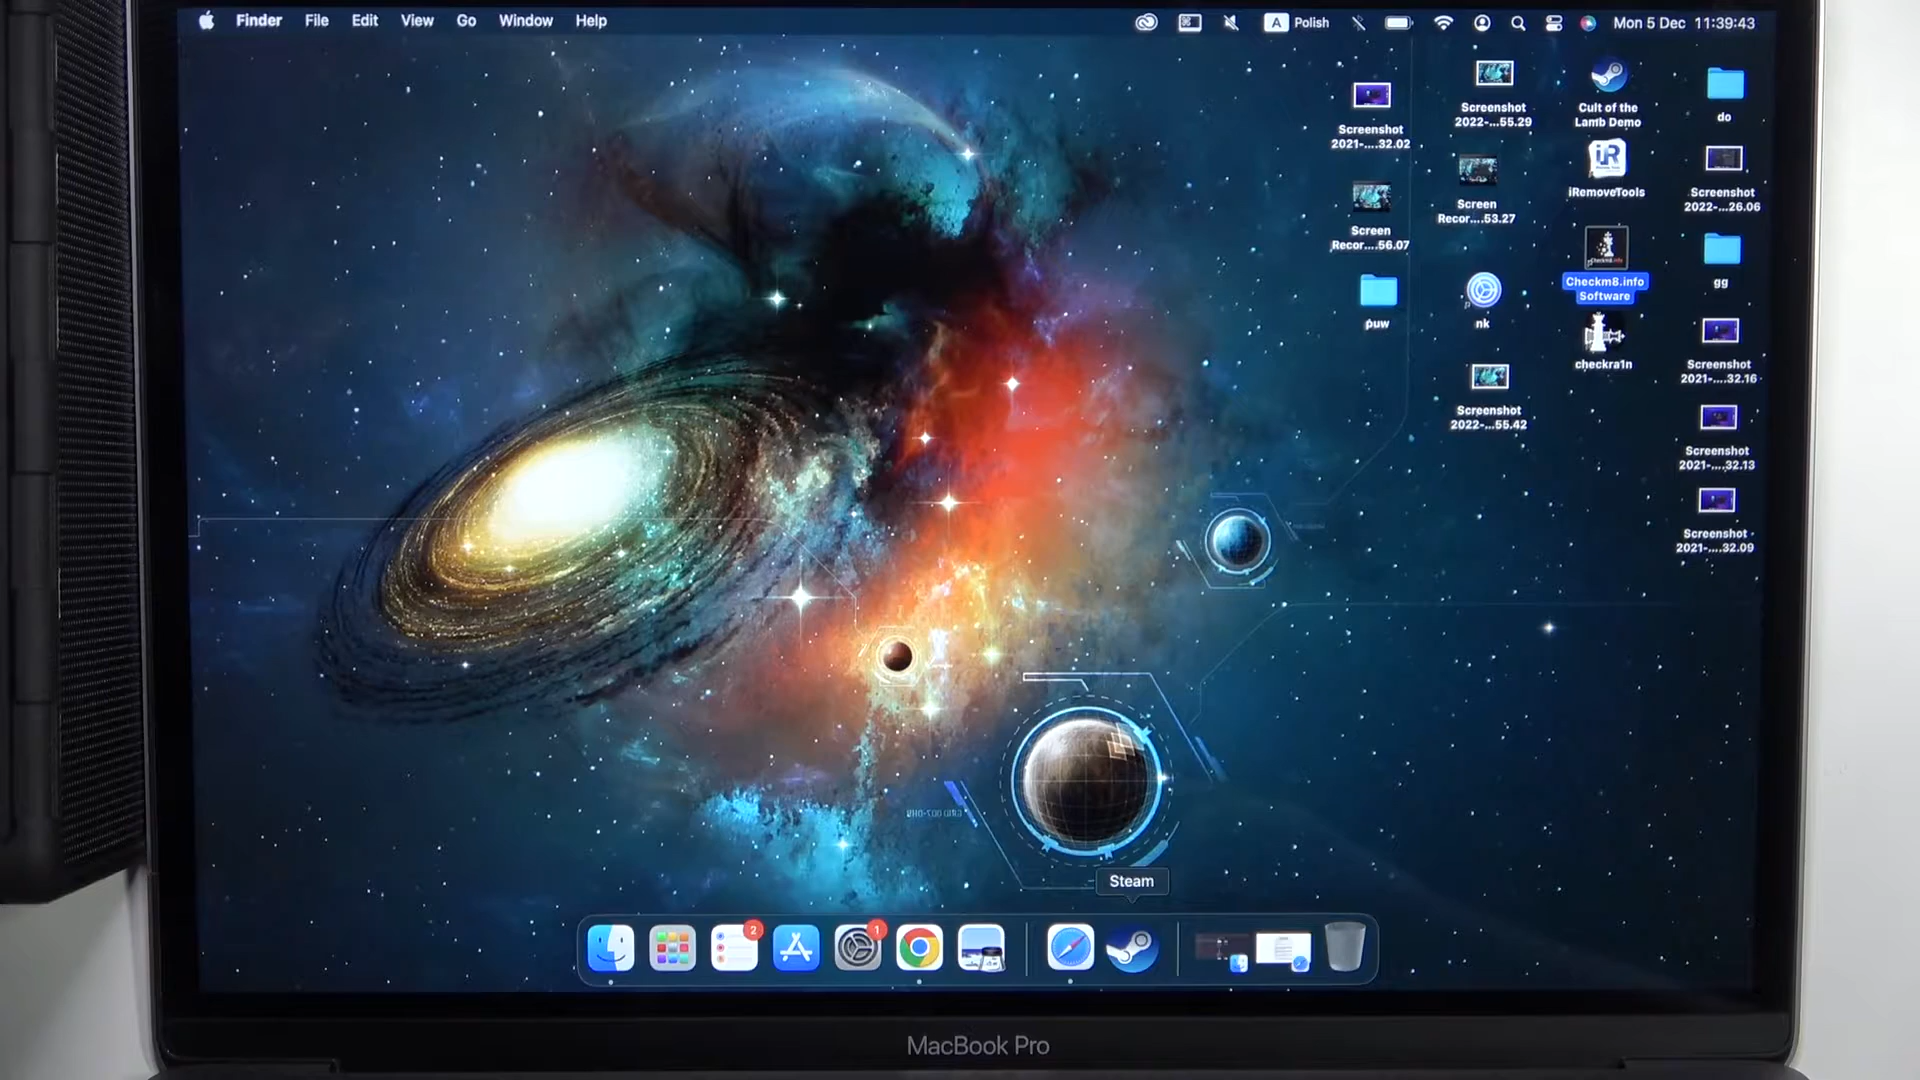 Finder File Edit View Go Window Help
A Polish Mon 5 Dec 11:39:43
Screenshot
2021-....32.02
Screenshot
2022-...55.29
Cult of the
Lamb Demo
do
Screen
Recor....56.07
Screen
Recor....53.27
iR
iRemoveTools
Screenshot
2022-...26.06
puw
nk
Checkm8.info
Software
gg
checkra1n
Screenshot
2021-....32.16
Screenshot
2022-...55.42
Screenshot
2021-....32.13
Screenshot
2021-....32.09
Steam
2
1
MacBook Pro